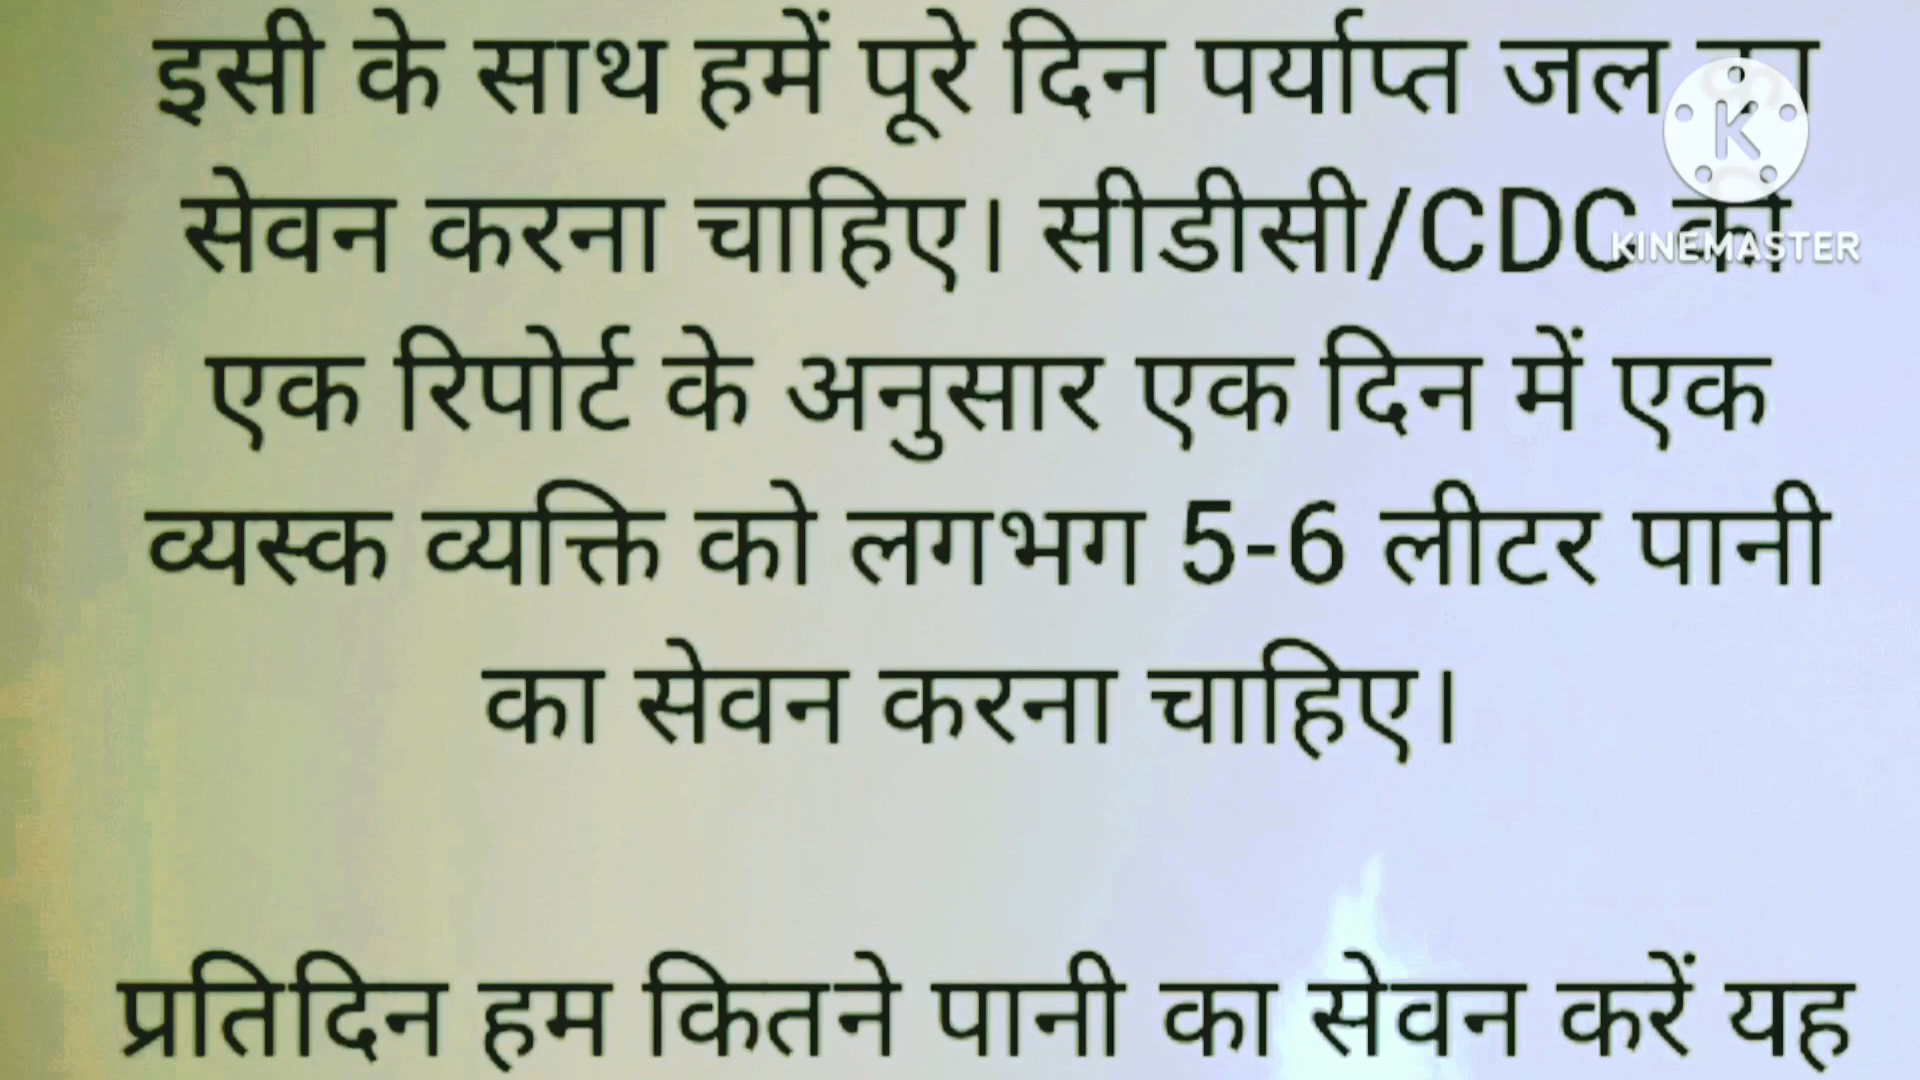 इसी के साथ हमें पूरे दिन पर्याप्त जल का
सेवन करना चाहिए। सीडीसी/CDC की
एक रिपोर्ट के अनुसार एक दिन में एक
व्यस्क व्यक्ति को लगभग 5-6 लीटर पानी
का सेवन करना चाहिए।
प्रतिदिन हम कितने पानी का सेवन करें यह
K
KINEMASTER